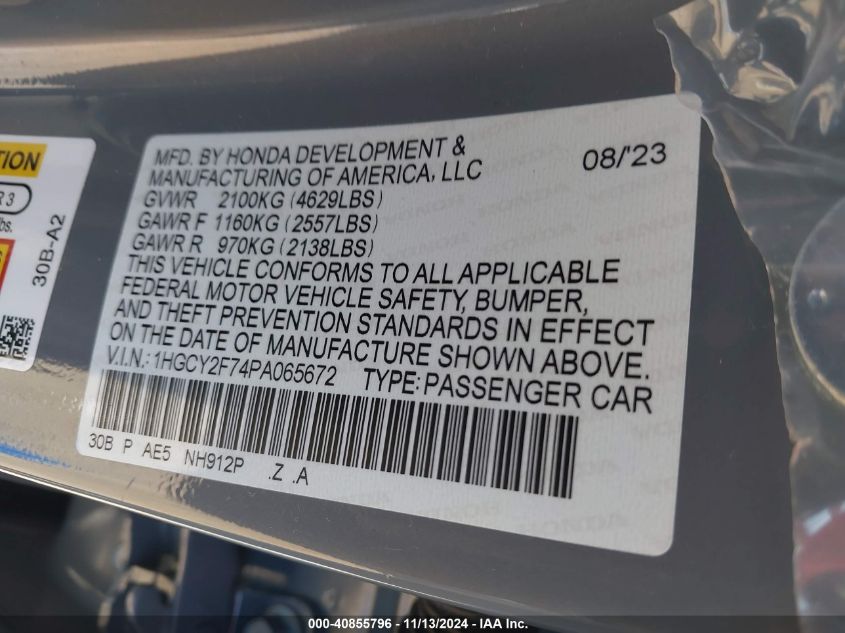 MFD. BY HONDA DEVELOPMENT &
MANUFACTURING OF AMERICA, LLC
08/'23
GVWR 2100KG (4629LBS)
GAWR F 1160KG (2557LBS)
GAWR R 970KG (2138LBS)
THIS VEHICLE CONFORMS TO ALL APPLICABLE
FEDERAL MOTOR VEHICLE SAFETY, BUMPER,
AND THEFT PREVENTION STANDARDS IN EFFECT
ON THE DATE OF MANUFACTURE SHOWN ABOVE.
V.I.N.: 1HGCY2F74PA065672 TYPE: PASSENGER CAR
30B P AE5 NH912P .Z .A
30B-A2
000-40855796 - 11/13/2024 - IAA Inc.